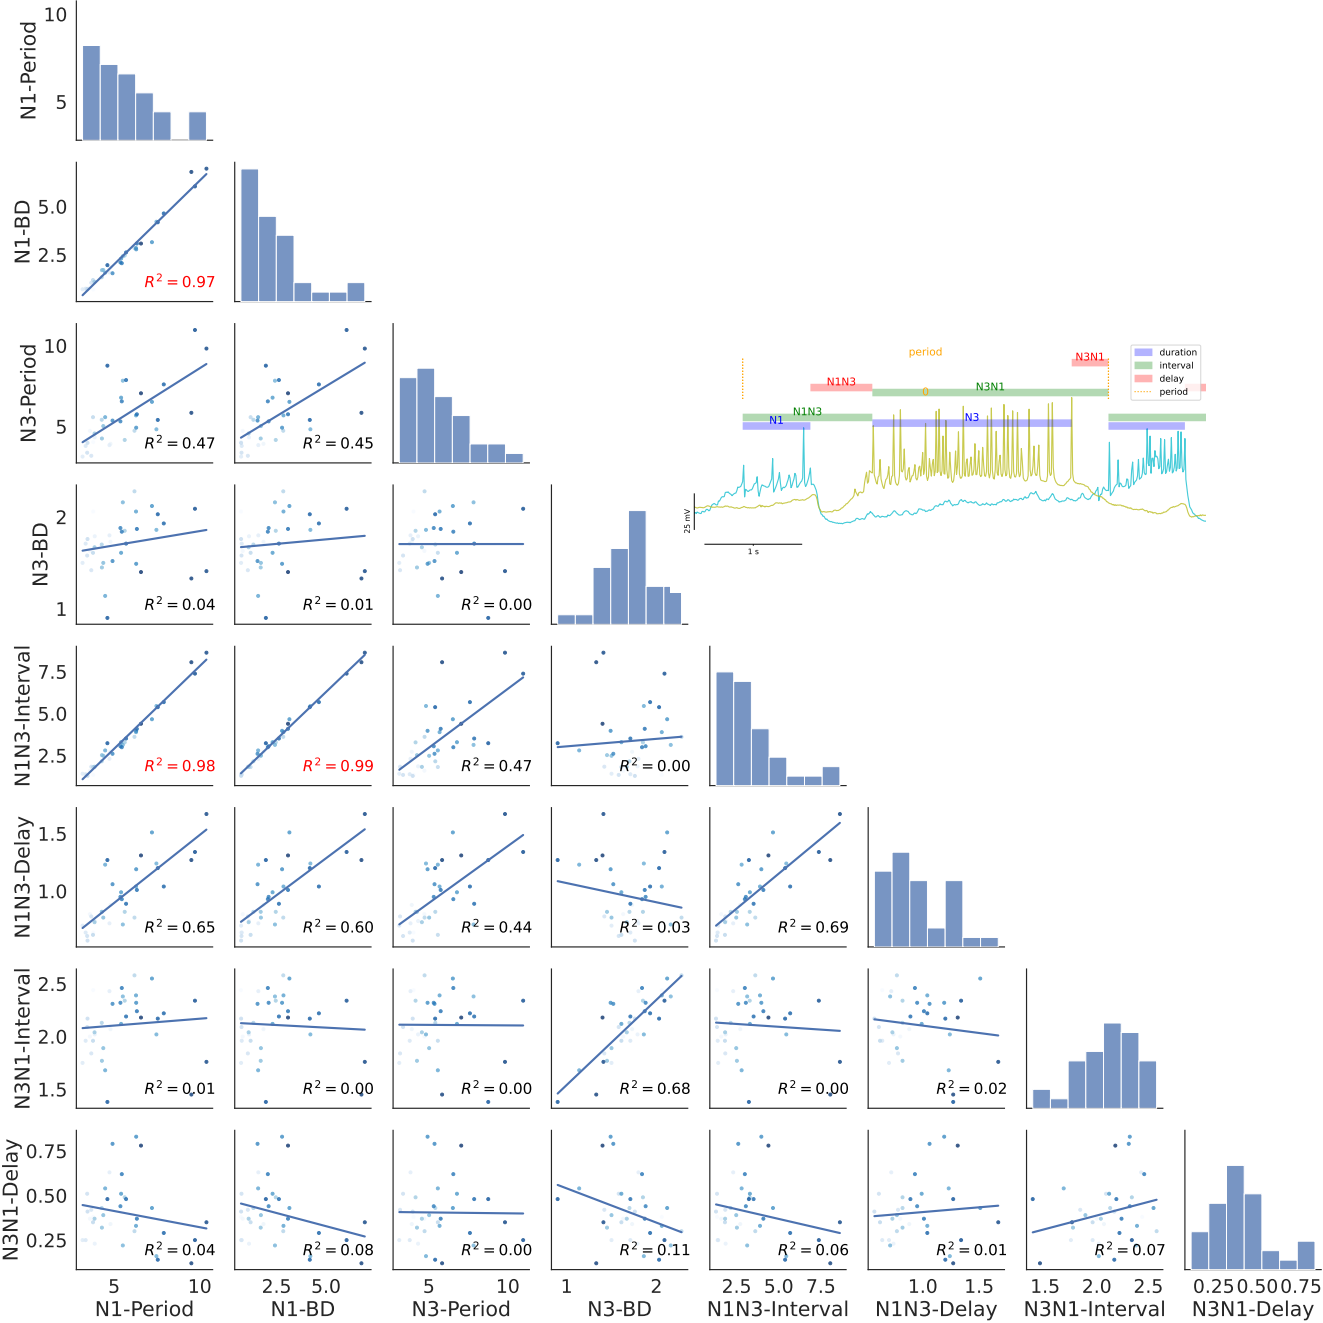 N1-Period
10
5
N1-BD
5.0
2.5
R² = 0.97
N3-Period
10
5
R² = 0.47
R² = 0.45
period
N3N1
duration
interval
delay
period
N1N3
N3N1
0
N1N3
N1
N3
25 mV
1 s
N3-BD
2
1
R² = 0.04
R² = 0.01
R² = 0.00
N1N3-Interval
7.5
5.0
2.5
R² = 0.98
R² = 0.99
R² = 0.47
R² = 0.00
N1N3-Delay
1.5
1.0
R² = 0.65
R² = 0.60
R² = 0.44
R² = 0.03
R² = 0.69
N3N1-Interval
2.5
2.0
1.5
R² = 0.01
R² = 0.00
R² = 0.00
R² = 0.68
R² = 0.00
R² = 0.02
N3N1-Delay
0.75
0.50
0.25
R² = 0.04
R² = 0.08
R² = 0.00
R² = 0.11
R² = 0.06
R² = 0.01
R² = 0.07
5 10
2.5 5.0
5 10
1 2
2.5 5.0 7.5
1.0 1.5
1.5 2.0 2.5
0.25 0.50 0.75
N1-Period
N1-BD
N3-Period
N3-BD
N1N3-Interval
N1N3-Delay
N3N1-Interval
N3N1-Delay